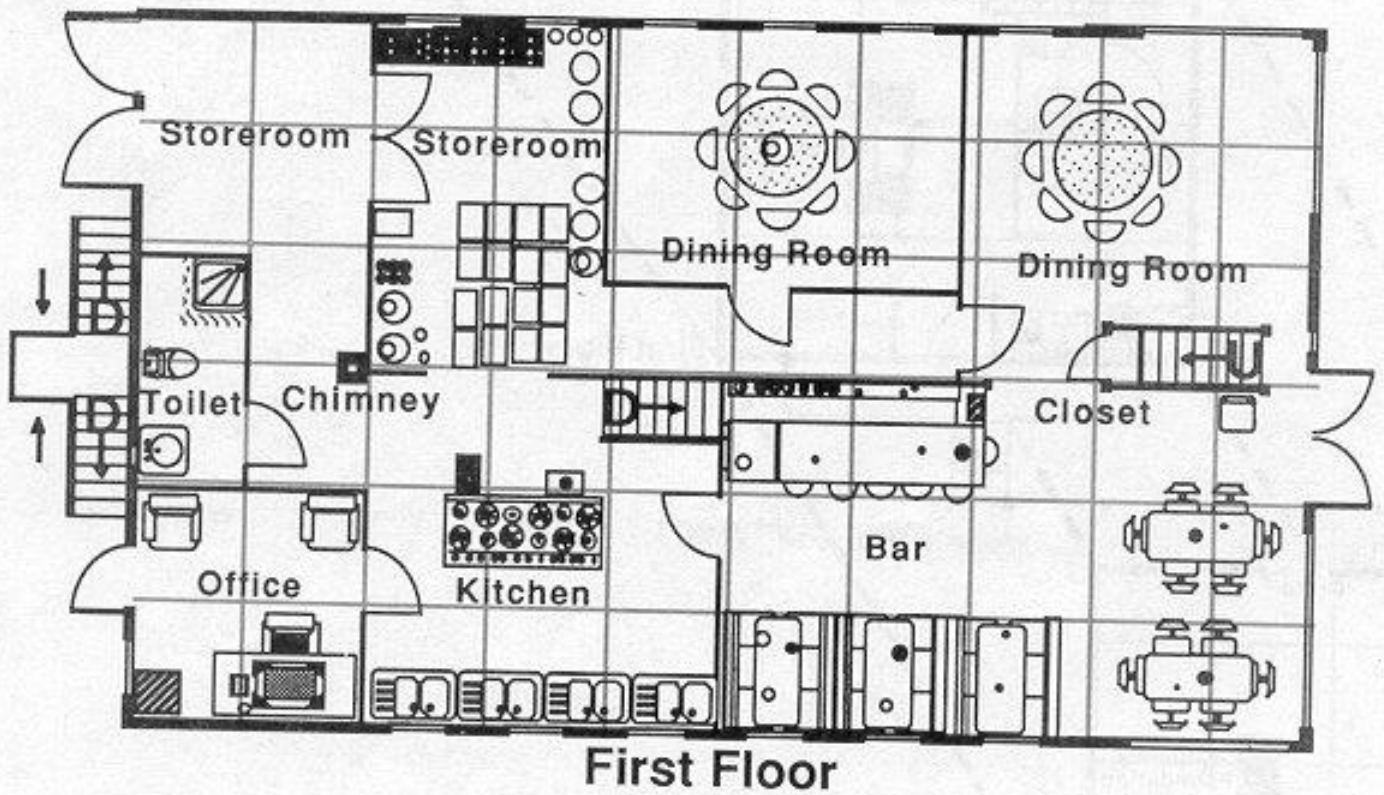 Storeroom
Storeroom
Dining Room
Dining Room
D
U
Toilet
Chimney
D
D
Closet
Office
Kitchen
Bar
First Floor